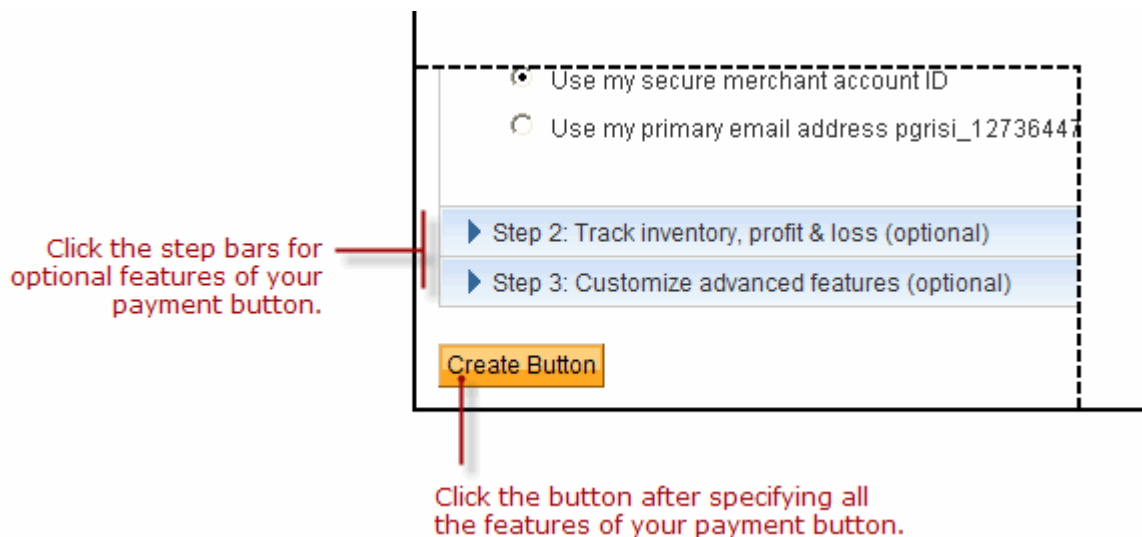 Use my secure merchant account ID
Use my primary email address pgrisi_12736447
Step 2: Track inventory, profit & loss (optional)
Step 3: Customize advanced features (optional)
Click the step bars for
optional features of your
payment button.
Create Button
Click the button after specifying all
the features of your payment button.